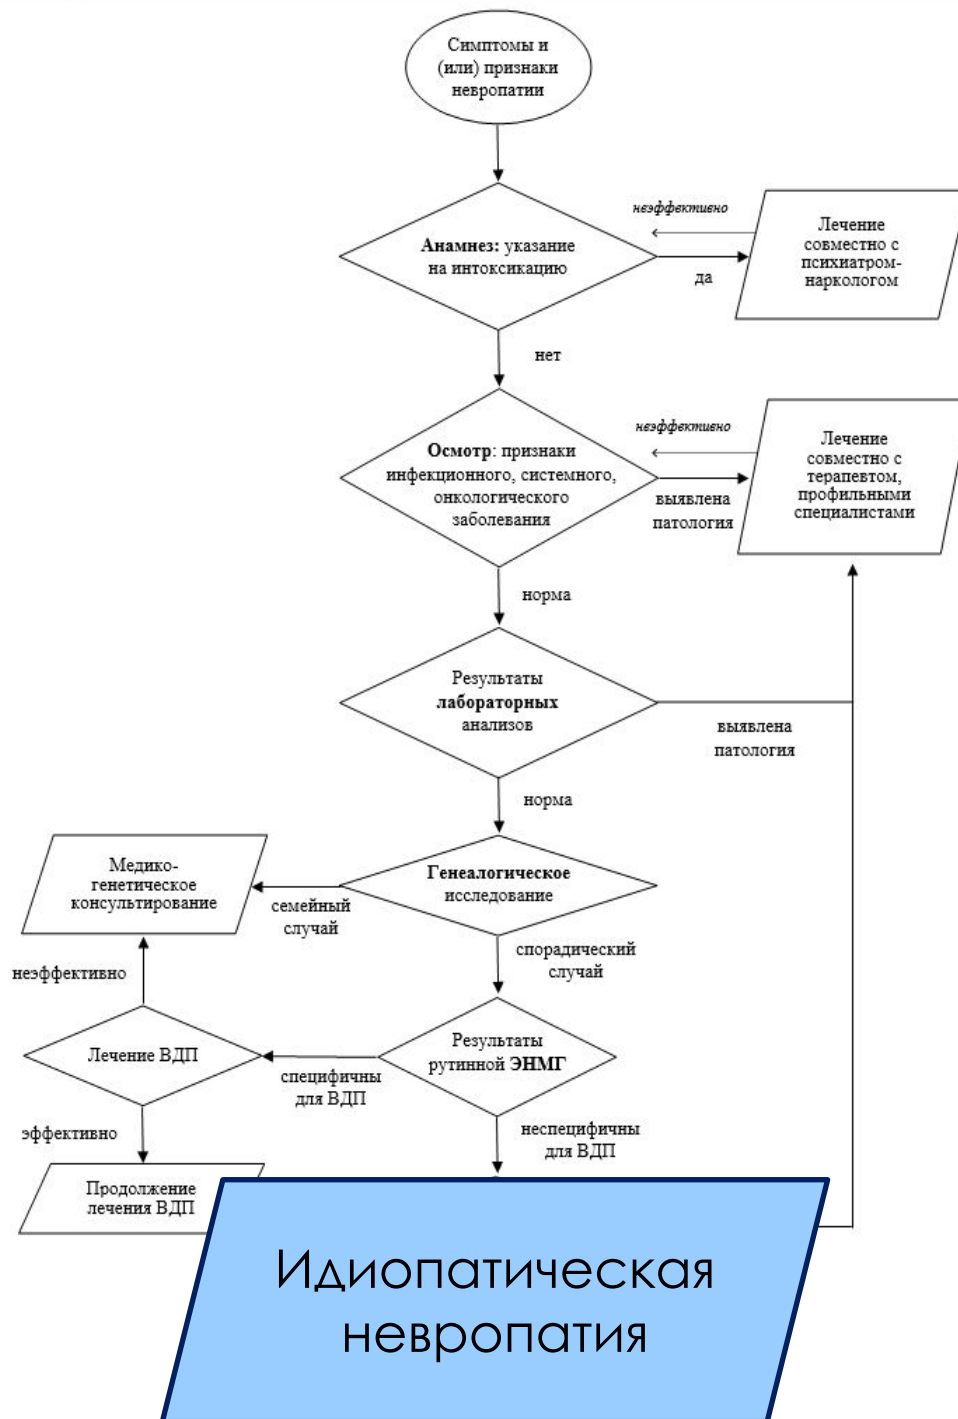 Симптомы и
(или) признаки
невропатии
Анамнез: указание
на интоксикацию
неэффективно
да
Лечение
совместно с
психиатром-
наркологом
нет
Осмотр: признаки
инфекционного, системного,
онкологического
заболевания
неэффективно
выявлена
патология
Лечение
совместно с
терапевтом,
профильными
специалистами
норма
Результаты
лабораторных
анализов
выявлена
патология
норма
Генеалогическое
исследование
семейный
случай
Медико-
генетическое
консультирование
спорадический
случай
неэффективно
Результаты
рутинной ЭНМГ
специфичны
для ВДП
Лечение ВДП
эффективно
неспецифичны
для ВДП
Продолжение
лечения ВДП
Идиопатическая
невропатия